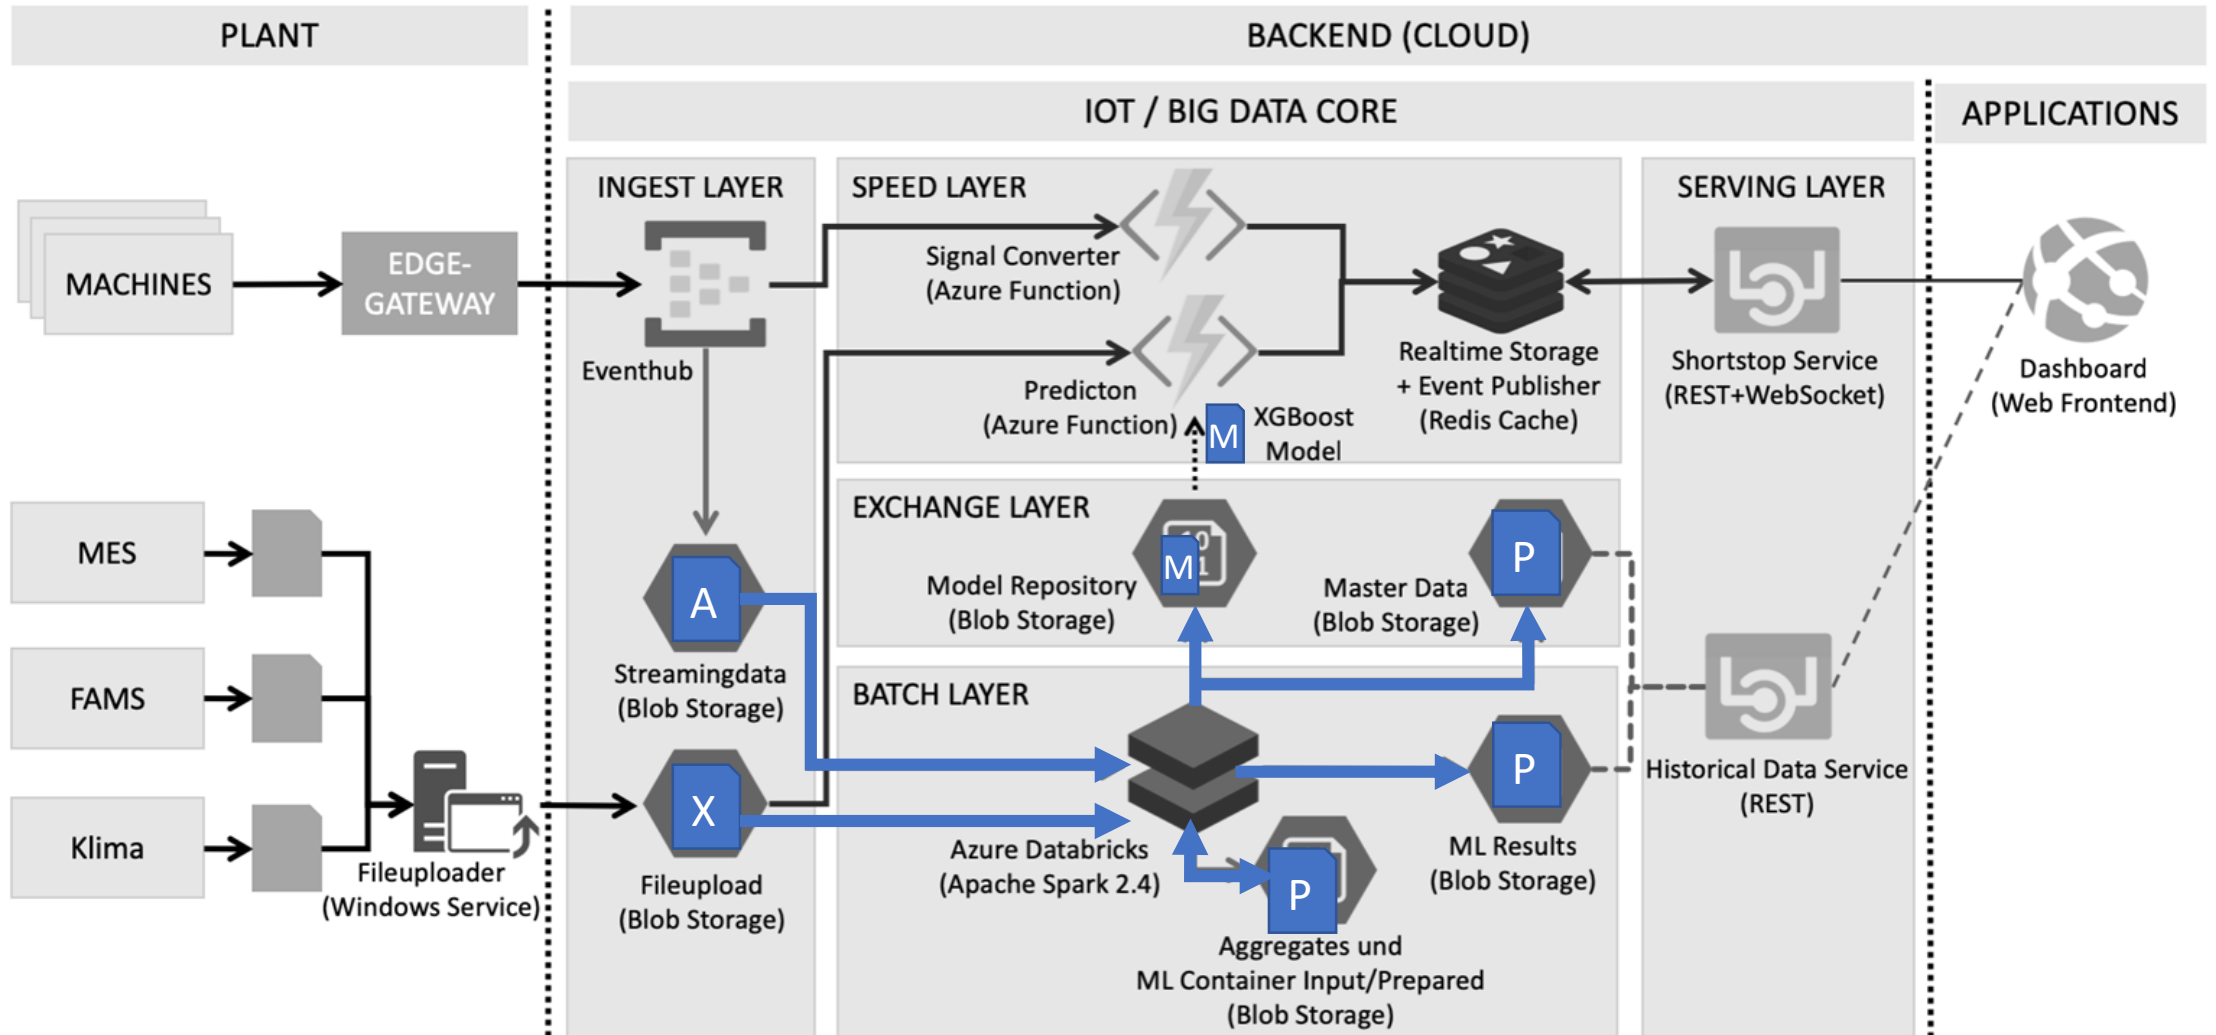 PLANT
BACKEND (CLOUD)
IOT / BIG DATA CORE
APPLICATIONS
INGEST LAYER
SPEED LAYER
SERVING LAYER
MACHINES
EDGE-
GATEWAY
Eventhub
Signal Converter
(Azure Function)
Predicton
(Azure Function)
M
XGBoost
Model
Realtime Storage
+ Event Publisher
(Redis Cache)
Shortstop Service
(REST+WebSocket)
Dashboard
(Web Frontend)
MES
FAMS
Klima
Fileuploader
(Windows Service)
A
Streamingdata
(Blob Storage)
X
Fileupload
(Blob Storage)
EXCHANGE LAYER
10
1
M
Model Repository
(Blob Storage)
P
Master Data
(Blob Storage)
BATCH LAYER
Azure Databricks
(Apache Spark 2.4)
P
ML Results
(Blob Storage)
P
Aggregates und
ML Container Input/Prepared
(Blob Storage)
Historical Data Service
(REST)